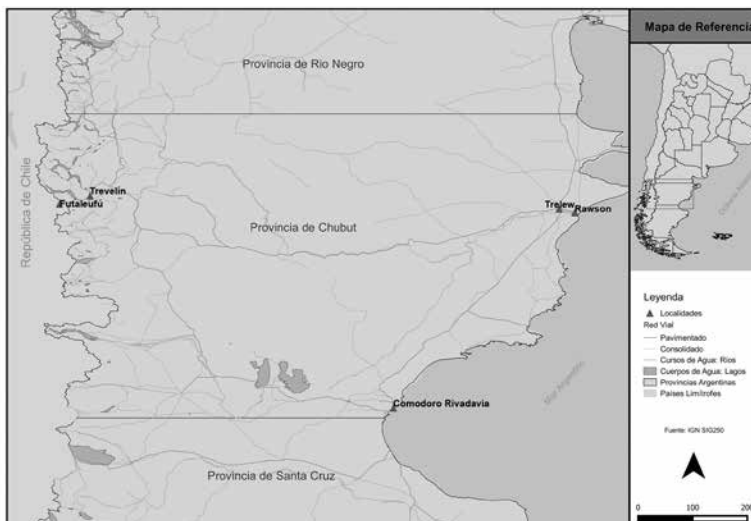 Provincia de Rio Negro
República de Chile
Trevelin
Futaleufú
Provincia de Chubut
Trelew
Rawson
Comodoro Rivadavia
Mar Argentino
Provincia de Santa Cruz
Mapa de Referencia
Leyenda
Localidades
Red Vial
Pavimentado
Consolidado
Cursos de Agua: Ríos
Cuerpos de Agua: Lagos
Provincias Argentinas
Países Limítrofes
Fuente: IGN SIG250
0 100 200